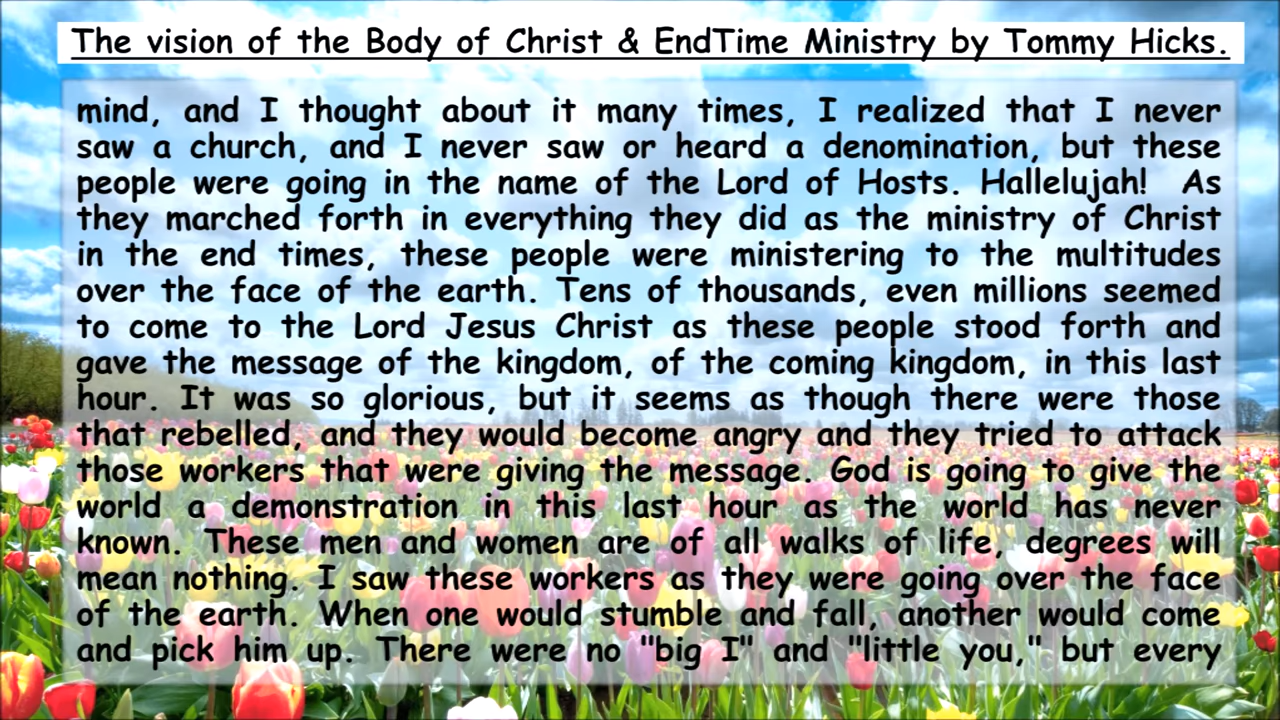 The vision of the Body of Christ & EndTime Ministry by Tommy Hicks.
mind, and I thought about it many times, I realized that I never
saw a church, and I never saw or heard a denomination, but these
people were going in the name of the Lord of Hosts. Hallelujah! As
they marched forth in everything they did as the ministry of Christ
in the end times, these people were ministering to the multitudes
over the face of the earth. Tens of thousands, even millions seemed
to come to the Lord Jesus Christ as these people stood forth and
gave the message of the kingdom, of the coming kingdom, in this last
hour. It was so glorious, but it seems as though there were those
that rebelled, and they would become angry and they tried to attack
those workers that were giving the message. God is going to give the
world a demonstration in this last hour as the world has never
known. These men and women are of all walks of life, degrees will
mean nothing. I saw these workers as they were going over the face
of the earth. When one would stumble and fall, another would come
and pick him up. There were no "big I" and "little you," but every